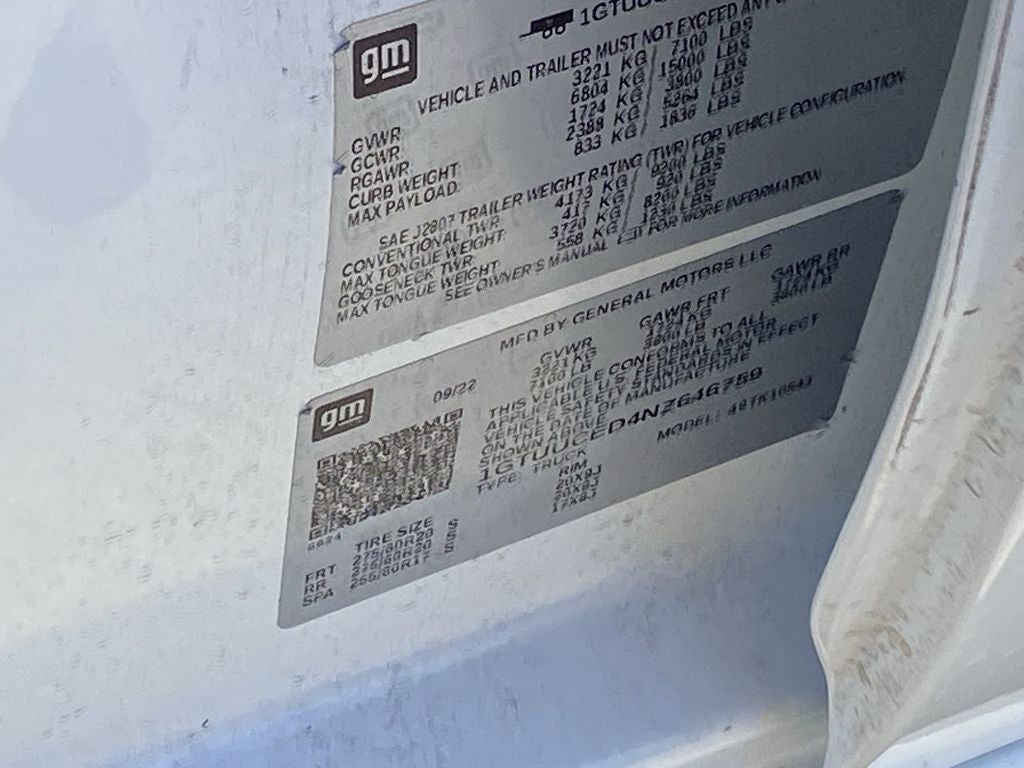 gm
VEHICLE AND TRAILER MUST NOT EXCEED ANY
GVWR: 3221 KG/ 7100 LBS
GCWR: 6804 KG/ 15000 LBS
RGAWR: 1724 KG/ 3800 LBS
CURB WEIGHT: 2388 KG/ 5264 LBS
MAX PAYLOAD: 833 KG/ 1836 LBS
SAE J2807 TRAILER WEIGHT RATING (TWR) FOR VEHICLE CONFIGURATION
CONVENTIONAL TWR: 4173 KG/ 9200 LBS
MAX TONGUE WEIGHT: 417 KG/ 920 LBS
GOOSENECK TWR: 3720 KG/ 8200 LBS
MAX TONGUE WEIGHT: 558 KG/ 1230 LBS
SEE OWNER'S MANUAL FOR MORE INFORMATION
gm
09/22
MFD BY GENERAL MOTORS LLC
GVWR GAWR FRT GAWR RR
3221 KG 1724 KG 1724 KG
7100 LB 3800 LB 3800 LB
THIS VEHICLE CONFORMS TO ALL
APPLICABLE U.S. FEDERAL MOTOR
VEHICLE SAFETY STANDARDS IN EFFECT
ON THE DATE OF MANUFACTURE
SHOWN ABOVE.
1GTUUCED4NZ646759
TYPE: TRUCK MODEL: 49TK10543
TIRE SIZE RIM
FRT 275/60R20 S 20X9J
RR 275/60R20 S 20X9J
SPA 255/80R17 S 17X8J